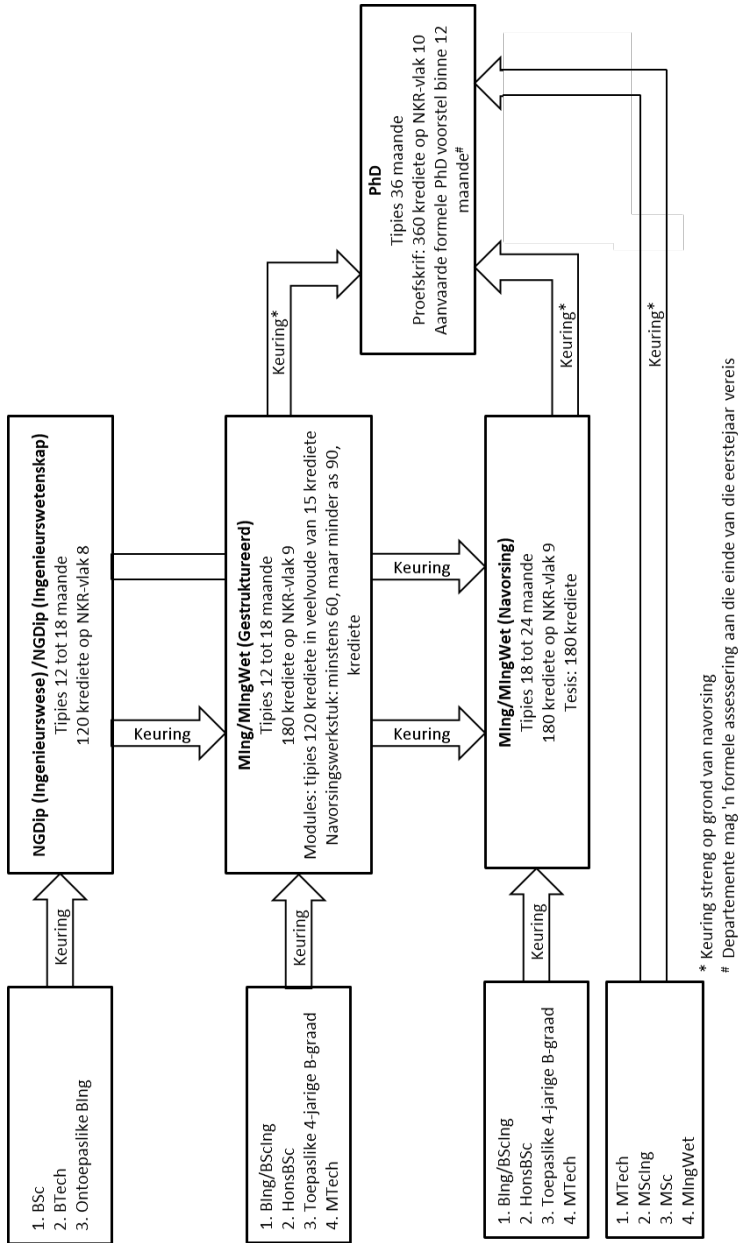 1. BSc
2. BTech
3. Ontoepaslike BIng
Keuring
NGDip (Ingenieurswese) /NGDip (Ingenieurswetenskap)
Tipies 12 tot 18 maande
120 krediete op NKR-vlak 8
Keuring
1. BIng/BScIng
2. HonsBSc
3. Toepaslike 4-jarige B-graad
4. MTech
Keuring
MIng/MIngWet (Gestruktureerd)
Tipies 12 tot 18 maande
180 krediete op NKR-vlak 9
Modules: tipies 120 krediete in veelvoude van 15 krediete
Navorsingswerkstuk: minstens 60, maar minder as 90,
krediete
Keuring*
Keuring
Keuring
PhD
Tipies 36 maande
Proefskrif: 360 krediete op NKR-vlak 10
Aanvaarde formele PhD voorstel binne 12
maande#
1. BIng/BScIng
2. HonsBSc
3. Toepaslike 4-jarige B-graad
4. MTech
Keuring
MIng/MIngWet (Navorsing)
Tipies 18 tot 24 maande
180 krediete op NKR-vlak 9
Tesis: 180 krediete
Keuring*
1. MTech
2. MScIng
3. MSc
4. MIngWet
Keuring*
* Keuring streng op grond van navorsing
# Departemente mag 'n formele assessering aan die einde van die eerstejaar vereis